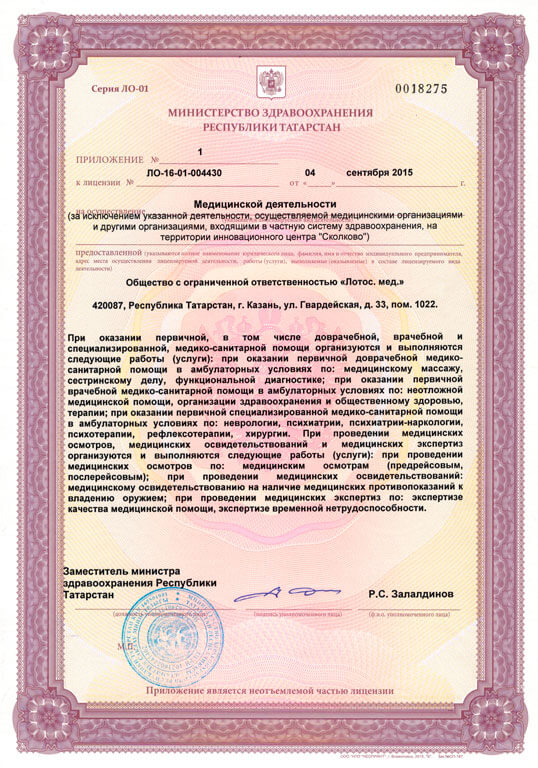 Серия ЛО-01
0018275
МИНИСТЕРСТВО ЗДРАВООХРАНЕНИЯ
РЕСПУБЛИКИ ТАТАРСТАН
ПРИЛОЖЕНИЕ № 1
к лицензии № ЛО-16-01-004430 от « 04 » сентября 2015 г.
на осуществление
Медицинской деятельности
(за исключением указанной деятельности, осуществляемой медицинскими организациями
и другими организациями, входящими в частную систему здравоохранения, на
территории инновационного центра "Сколково")
предоставленной (указываются полное наименование юридического лица, фамилия, имя и отчество индивидуального предпринимателя,
адрес места осуществления лицензируемой деятельности, работы (услуги), выполняемые (оказываемые) в составе лицензируемого вида
деятельности)
Общество с ограниченной ответственностью «Лотос. мед.»
420087, Республика Татарстан, г. Казань, ул. Гвардейская, д. 33, пом. 1022.
При оказании первичной, в том числе доврачебной, врачебной и
специализированной, медико-санитарной помощи организуются и выполняются
следующие работы (услуги): при оказании первичной доврачебной медико-
санитарной помощи в амбулаторных условиях по: медицинскому массажу,
сестринскому делу, функциональной диагностике; при оказании первичной
врачебной медико-санитарной помощи в амбулаторных условиях по: неотложной
медицинской помощи, организации здравоохранения и общественному здоровью,
терапии; при оказании первичной специализированной медико-санитарной помощи
в амбулаторных условиях по: неврологии, психиатрии, психиатрии-наркологии,
психотерапии, рефлексотерапии, хирургии. При проведении медицинских
осмотров, медицинских освидетельствований и медицинских экспертиз
организуются и выполняются следующие работы (услуги): при проведении
медицинских осмотров по: медицинским осмотрам (предрейсовым,
послерейсовым); при проведении медицинских освидетельствований:
медицинскому освидетельствованию на наличие медицинских противопоказаний к
владению оружием; при проведении медицинских экспертиз по: экспертизе
качества медицинской помощи, экспертизе временной нетрудоспособности.
Заместитель министра
здравоохранения Республики
Татарстан
Р.С. Залалдинов
(должность уполномоченного лица)
(подпись уполномоченного лица)
(ф.и.о. уполномоченного лица)
М.П.
Приложение является неотъемлемой частью лицензии